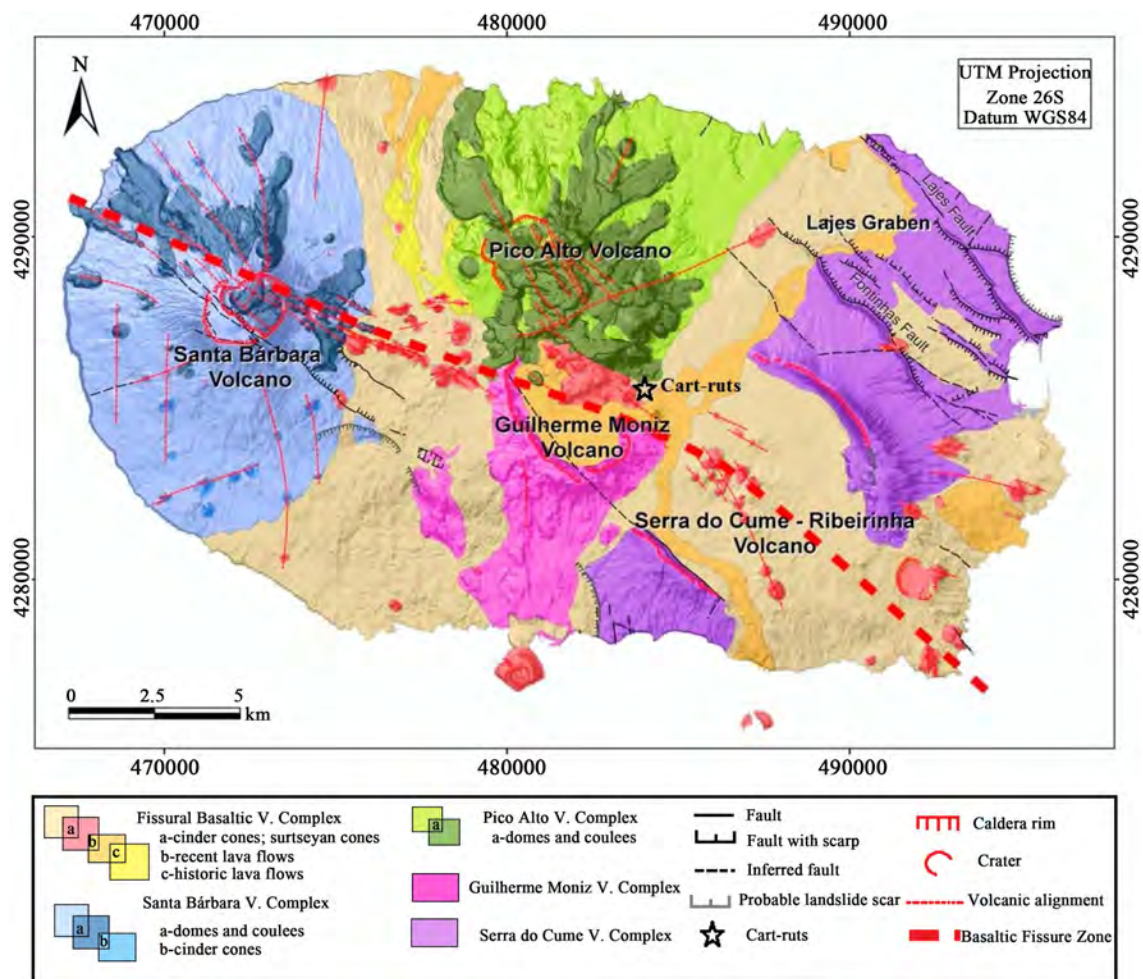 470000
480000
490000
N
UTM Projection
Zone 26S
Datum WGS84
4290000
4290000
Lajes Fault
Lajes Graben
Pico Alto Volcano
Fontinhas Fault
Santa Bárbara
Volcano
Cart-ruts
Guilherme Moniz
Volcano
Serra do Cume - Ribeirinha
Volcano
4280000
4280000
0 2.5 5
km
470000
480000
490000
Fissural Basaltic V. Complex
a a-cinder cones; surtseyan cones
b b-recent lava flows
c c-historic lava flows
Santa Bárbara V. Complex
a a-domes and coulees
b b-cinder cones
Pico Alto V. Complex
a a-domes and coulees
Guilherme Moniz V. Complex
Serra do Cume V. Complex
Fault
Fault with scarp
Inferred fault
Probable landslide scar
Cart-ruts
Caldera rim
Crater
Volcanic alignment
Basaltic Fissure Zone